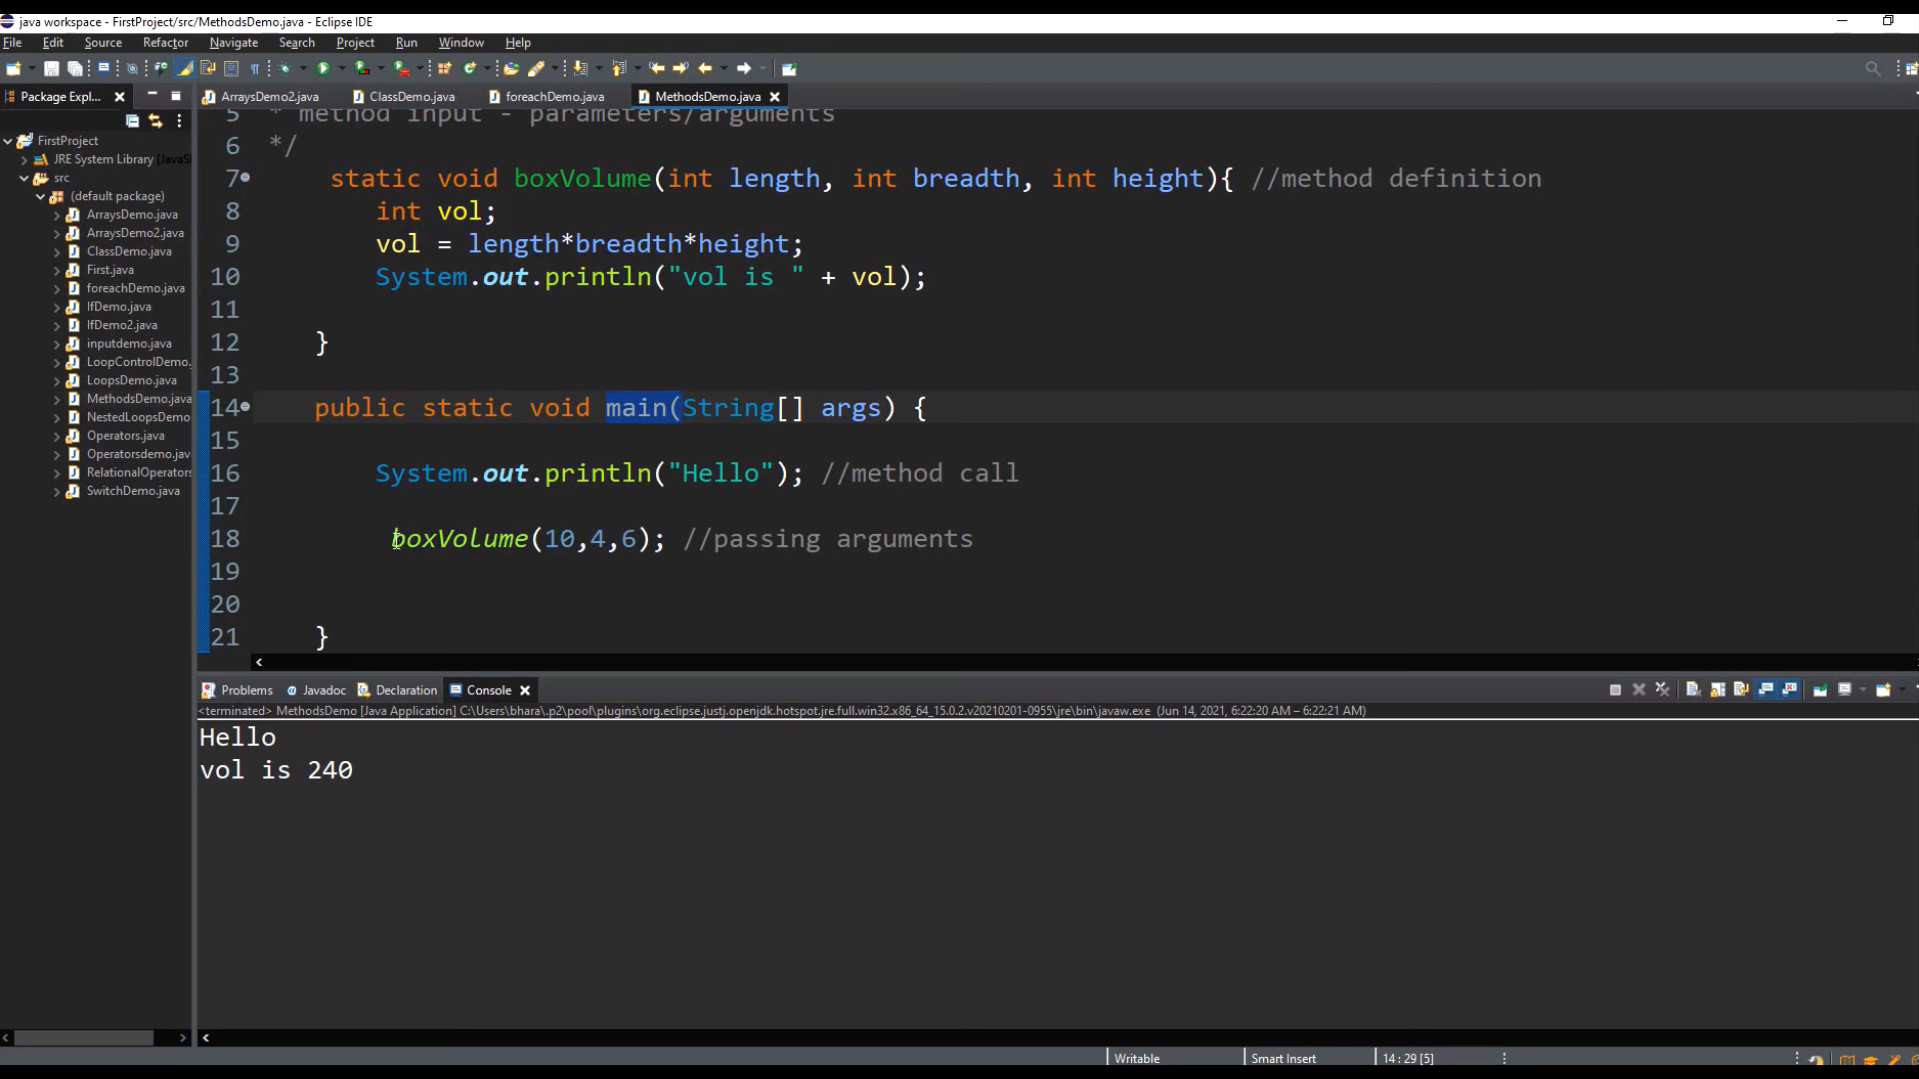 java workspace - FirstProject/src/MethodsDemo.java - Eclipse IDE
File Edit Source Refactor Navigate Search Project Run Window Help
Package Expl...
ArraysDemo2.java ClassDemo.java foreachDemo.java MethodsDemo.java
FirstProject
JRE System Library [JavaS
src
(default package)
ArraysDemo.java
ArraysDemo2.java
ClassDemo.java
First.java
foreachDemo.java
IfDemo.java
IfDemo2.java
inputdemo.java
LoopControlDemo.
LoopsDemo.java
MethodsDemo.java
NestedLoopsDemo
Operators.java
Operatorsdemo.jav
RelationalOperators
SwitchDemo.java
5 * method input - parameters/arguments
6 */
7 static void boxVolume(int length, int breadth, int height){ //method definition
8 int vol;
9 vol = length*breadth*height;
10 System.out.println("vol is " + vol);
11
12 }
13
14 public static void main(String[] args) {
15
16 System.out.println("Hello"); //method call
17
18 boxVolume(10,4,6); //passing arguments
19
20
21 }
Problems Javadoc Declaration Console
<terminated> MethodsDemo [Java Application] C:\Users\bhara\.p2\pool\plugins\org.eclipse.justj.openjdk.hotspot.jre.full.win32.x86_64_15.0.2.v20210201-0955\jre\bin\javaw.exe (Jun 14, 2021, 6:22:20 AM – 6:22:21 AM)
Hello
vol is 240
Writable Smart Insert 14 : 29 [5]